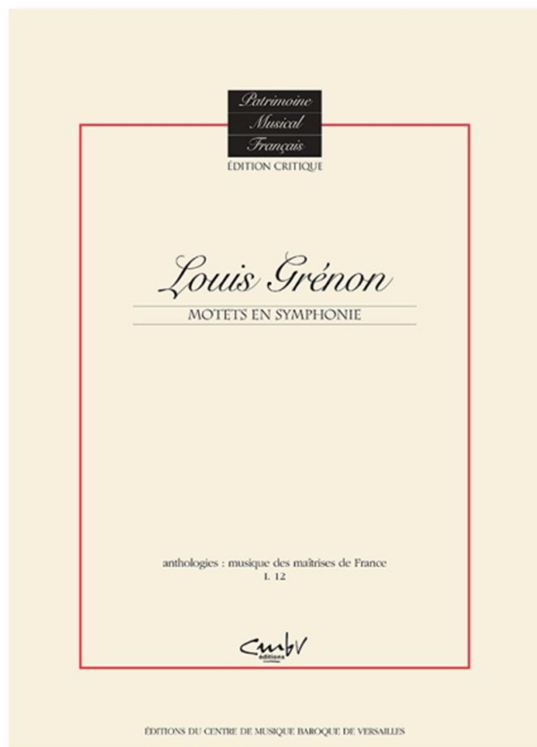 Patrimoine
Musical
Français
ÉDITION CRITIQUE
Louis Grénon
MOTETS EN SYMPHONIE
anthologies : musique des maîtrises de France
I. 12
cmbv
éditions
ÉDITIONS DU CENTRE DE MUSIQUE BAROQUE DE VERSAILLES